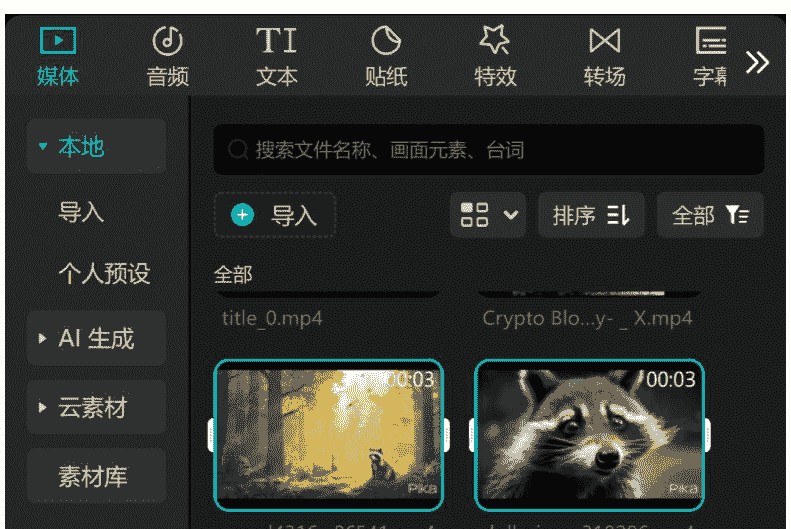 媒体 音频 文本 贴纸 特效 转场 字幕
本地
搜索文件名称、画面元素、台词
导入
导入 排序 全部
个人预设
全部
title_0.mp4 Crypto Blo...y- _ X.mp4
AI 生成
00:03 00:03
云素材
素材库
Pika Pika